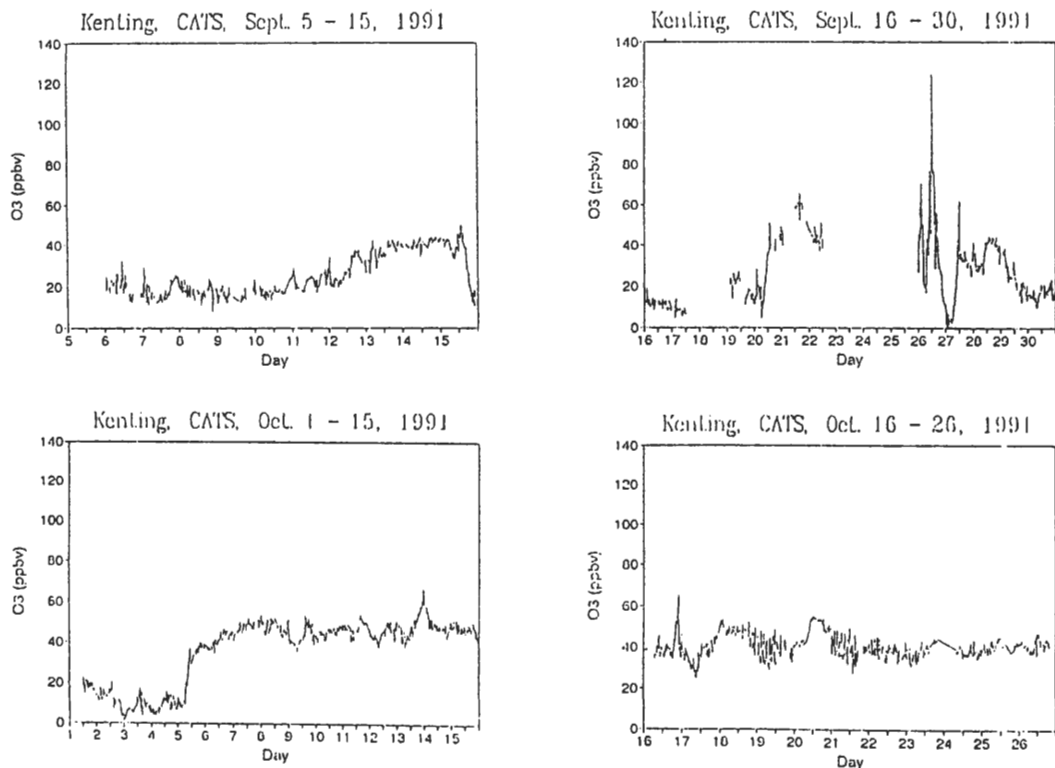 Kenting, CATS, Sept. 5 - 15, 1991
140
120
100
80
60
40
20
0
O3 (ppbv)
5 6 7 8 9 10 11 12 13 14 15
Day
Kenting, CATS, Sept. 16 - 30, 1991
140
120
100
80
60
40
20
0
O3 (ppbv)
16 17 18 19 20 21 22 23 24 25 26 27 28 29 30
Day
Kenting, CATS, Oct. 1 - 15, 1991
140
120
100
80
60
40
20
0
O3 (ppbv)
1 2 3 4 5 6 7 8 9 10 11 12 13 14 15
Day
Kenting, CATS, Oct. 16 - 26, 1991
140
120
100
80
60
40
20
0
O3 (ppbv)
16 17 18 19 20 21 22 23 24 25 26
Day